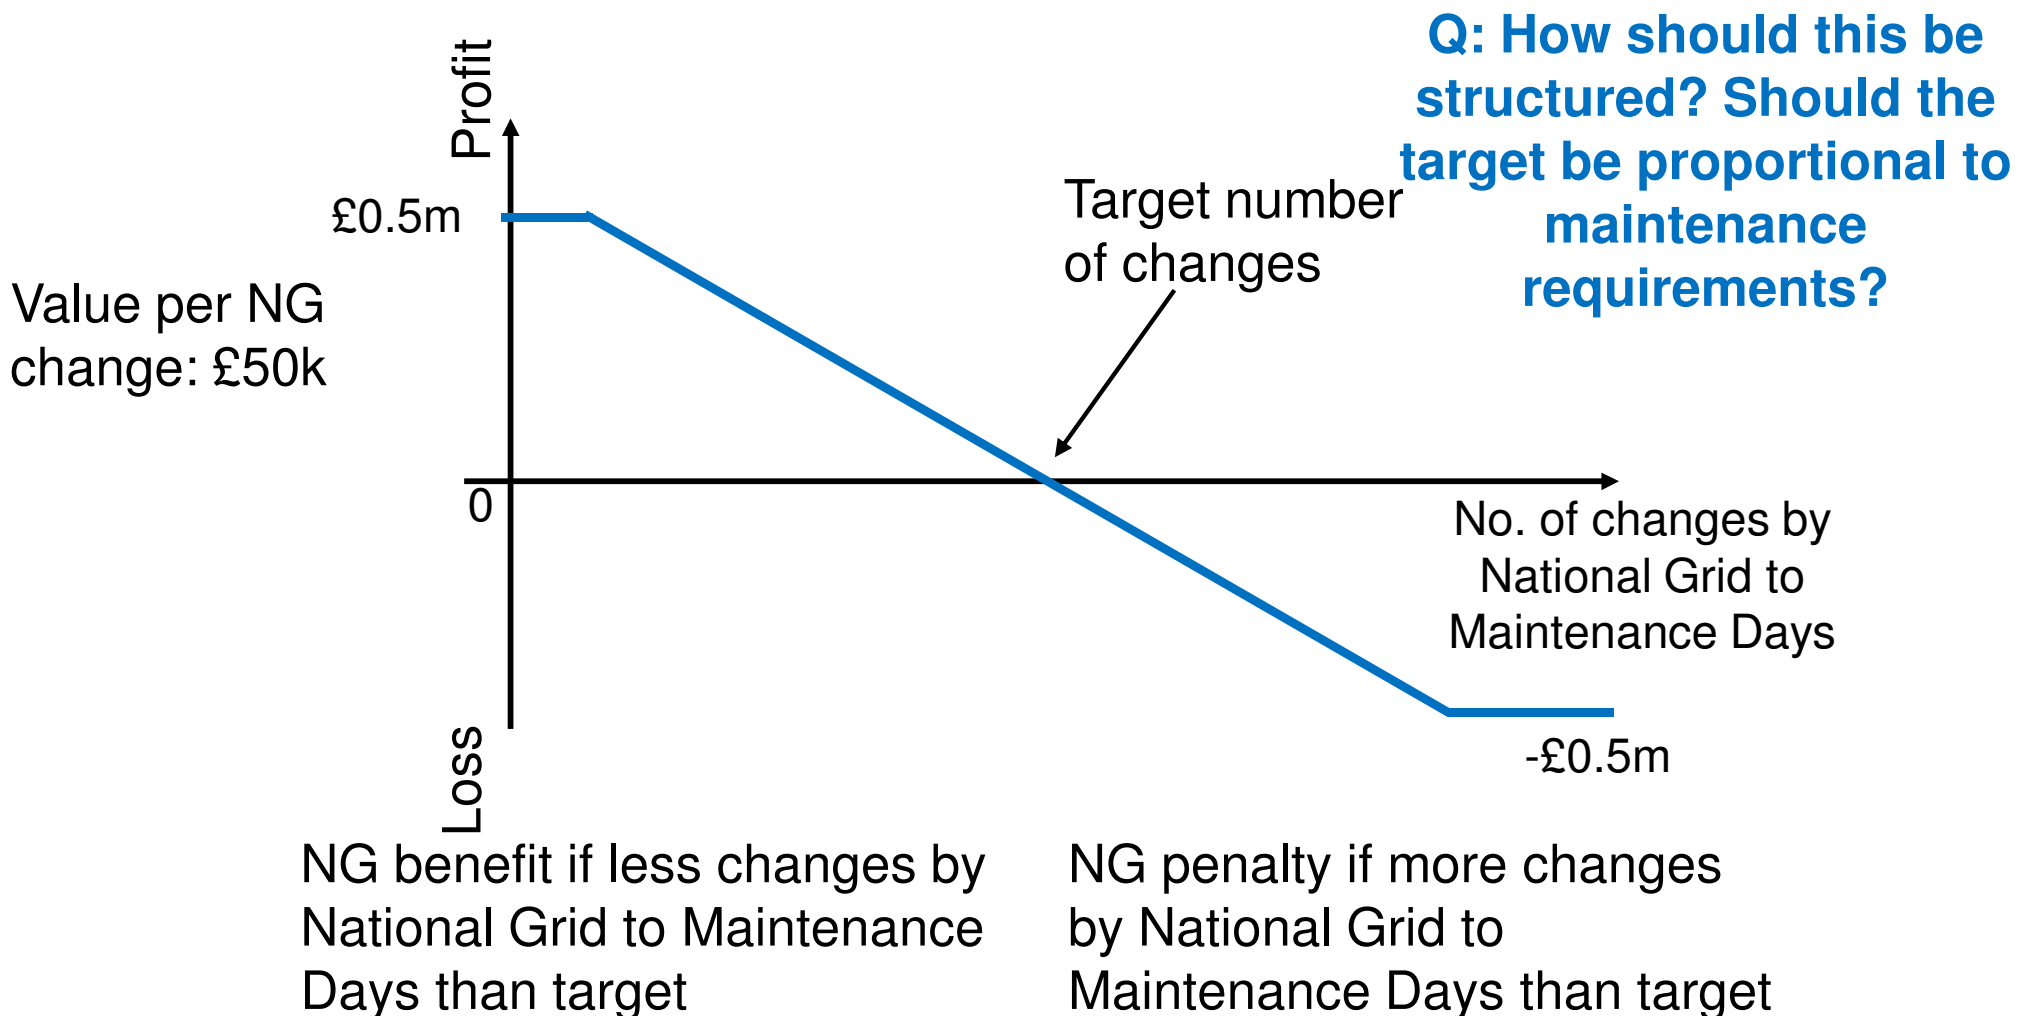 Q: How should this be
structured? Should the
target be proportional to
maintenance
requirements?
Profit
£0.5m
Target number
of changes
Value per NG
change: £50k
0
No. of changes by
National Grid to
Maintenance Days
Loss
-£0.5m
NG benefit if less changes by
National Grid to Maintenance
Days than target
NG penalty if more changes
by National Grid to
Maintenance Days than target